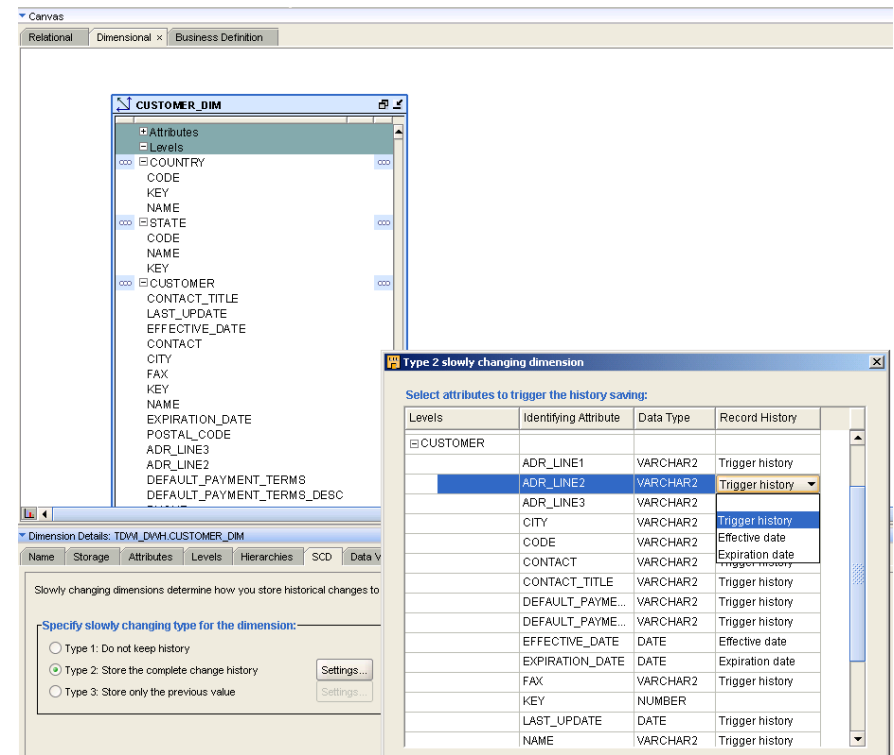 Canvas
Relational Dimensional × Business Definition
CUSTOMER_DIM
Attributes
Levels
COUNTRY
CODE
KEY
NAME
STATE
CODE
NAME
KEY
CUSTOMER
CONTACT_TITLE
LAST_UPDATE
EFFECTIVE_DATE
CONTACT
CITY
FAX
KEY
NAME
EXPIRATION_DATE
POSTAL_CODE
ADR_LINE3
ADR_LINE2
DEFAULT_PAYMENT_TERMS
DEFAULT_PAYMENT_TERMS_DESC
Dimension Details: TDWI_DWH.CUSTOMER_DIM
Name Storage Attributes Levels Hierarchies SCD Data V
Slowly changing dimensions determine how you store historical changes to
Specify slowly changing type for the dimension:
Type 1: Do not keep history
Type 2: Store the complete change history Settings...
Type 3: Store only the previous value Settings...
Type 2 slowly changing dimension
Select attributes to trigger the history saving:
Levels Identifying Attribute Data Type Record History
CUSTOMER
ADR_LINE1 VARCHAR2 Trigger history
ADR_LINE2 VARCHAR2 Trigger history
ADR_LINE3 VARCHAR2
CITY VARCHAR2 Trigger history
CODE VARCHAR2 Effective date
Expiration date
CONTACT VARCHAR2 Trigger history
CONTACT_TITLE VARCHAR2 Trigger history
DEFAULT_PAYME... VARCHAR2 Trigger history
DEFAULT_PAYME... VARCHAR2 Trigger history
EFFECTIVE_DATE DATE Effective date
EXPIRATION_DATE DATE Expiration date
FAX VARCHAR2 Trigger history
KEY NUMBER
LAST_UPDATE DATE Trigger history
NAME VARCHAR2 Trigger history